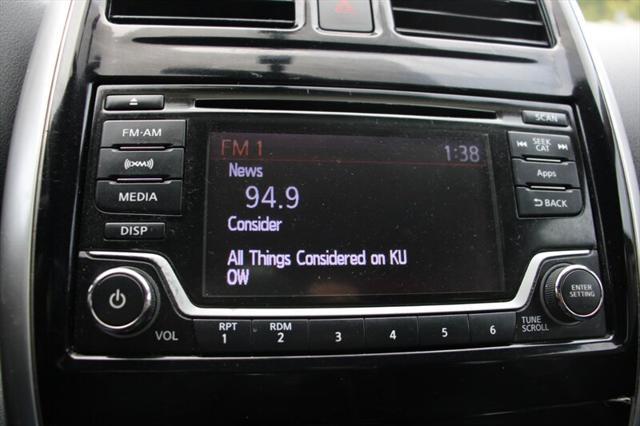 SCAN
FM-AM
SEEK
CAT
FM 1
1:38
((XM))
News
Apps
MEDIA
94.9
BACK
Consider
DISP
All Things Considered on KU
OW
ENTER
SETTING
VOL
RPT
1
RDM
2
3
4
5
6
TUNE
SCROLL